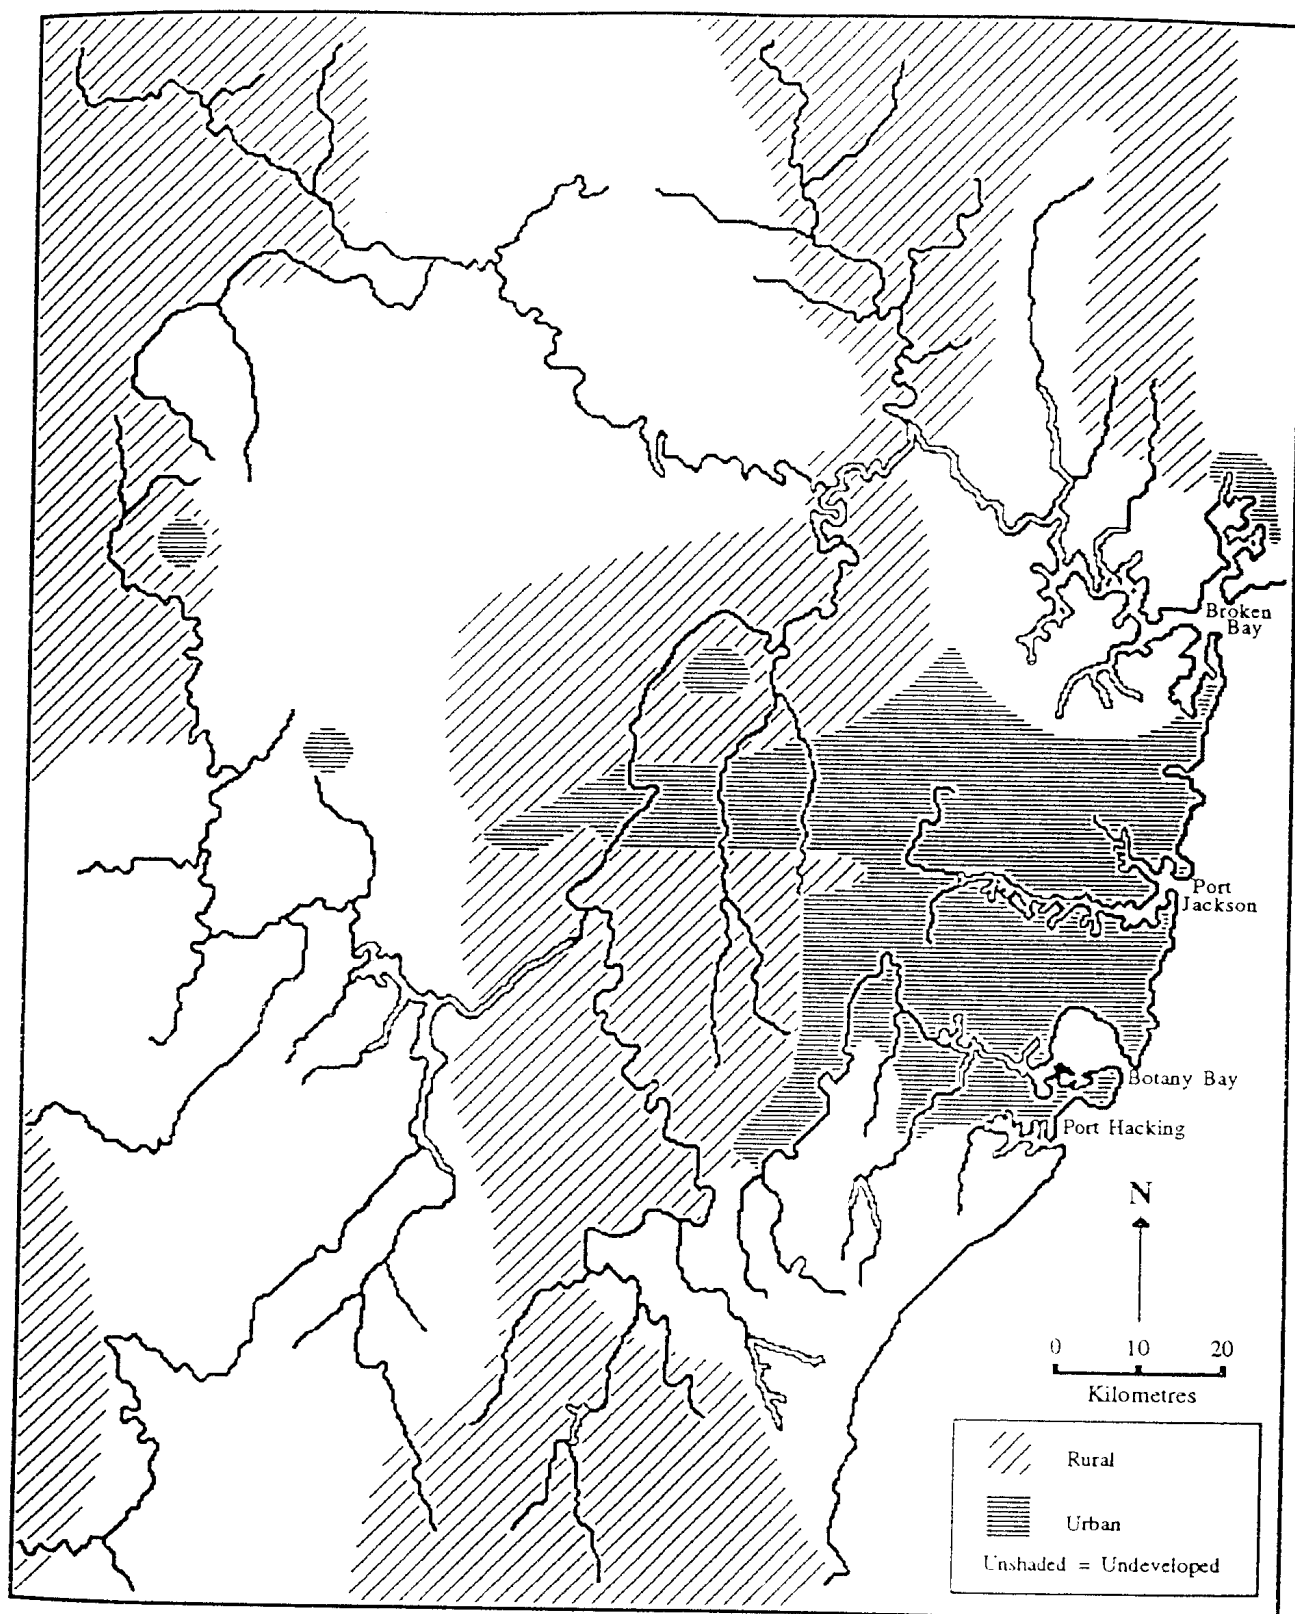 Broken
Bay
Port
Jackson
Botany Bay
Port Hacking
N
0 10 20
Kilometres
Rural
Urban
Unshaded = Undeveloped